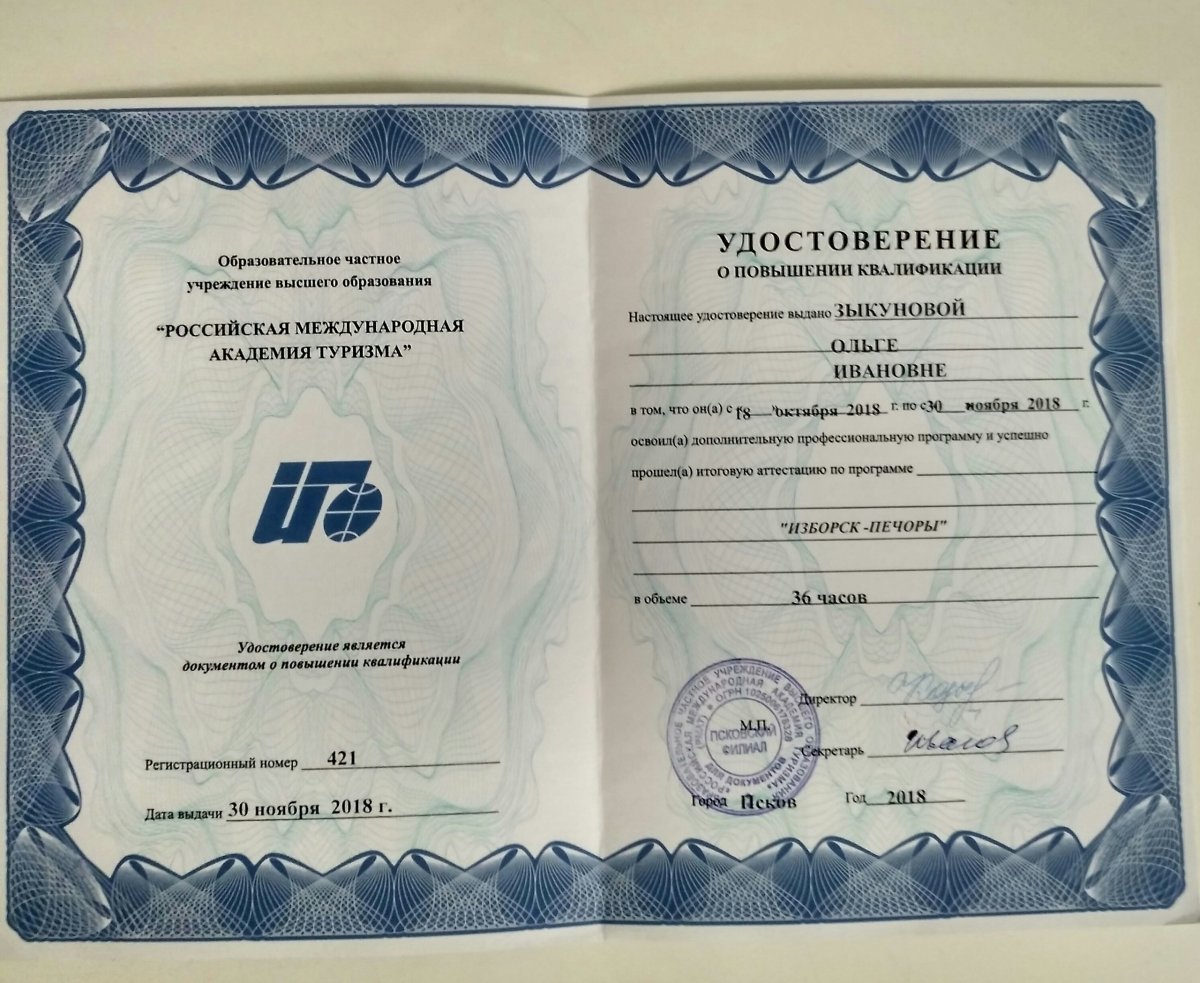 Образовательное частное
учреждение высшего образования
“РОССИЙСКАЯ МЕЖДУНАРОДНАЯ
АКАДЕМИЯ ТУРИЗМА”
Удостоверение является
документом о повышении квалификации
Регистрационный номер 421
Дата выдачи 30 ноября 2018 г.
УДОСТОВЕРЕНИЕ
О ПОВЫШЕНИИ КВАЛИФИКАЦИИ
Настоящее удостоверение выдано ЗЫКУНОВОЙ
ОЛЬГЕ
ИВАНОВНЕ
в том, что он(а) с 18 "октября 2018 г. по с30 ноября 2018 г.
освоил(а) дополнительную профессиональную программу и успешно
прошел(а) итоговую аттестацию по программе
"ИЗБОРСК -ПЕЧОРЫ"
в объеме 36 часов
Директор
М.П.
ПСКОВСКИЙ
ФИЛИАЛ
ДЛЯ ДОКУМЕНТОВ
Секретарь
Город Псков Год 2018